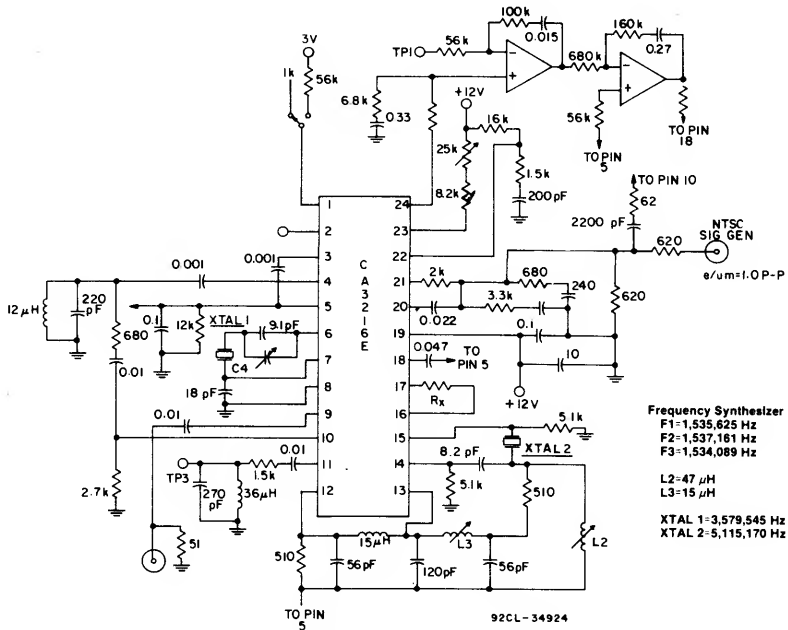 100k
0.015
160k
0.27
3V
56k
TP1
680k
1k
56k
6.8k
0.33
+12V
16k
25k
8.2k
1.5k
200 pF
56k
TO PIN
5
TO PIN
18
TO PIN 10
62
2200 pF
NTSC
SIG GEN
620
e/um=1.0 P-P
CA3216E
1
2
3
4
5
6
7
8
9
10
11
12
24
23
22
21
20
19
18
17
16
15
14
13
0.001
0.001
12 μH
220
pF
680
0.01
0.1
12k
XTAL 1
9.1pF
C4
18 pF
0.01
2.7k
TP3
270
pF
36μH
1.5k
0.01
51
2k
680
240
0.022
3.3k
620
0.1
0.047
TO
PIN 5
10
+12V
Rx
5.1k
XTAL 2
8.2 pF
5.1k
510
510
15μH
L3
L2
56pF
120pF
56pF
TO PIN
5
92CL-34924
Frequency Synthesizer
F1=1,535,625 Hz
F2=1,537,161 Hz
F3=1,534,089 Hz
L2=47 μH
L3=15 μH
XTAL 1=3,579,545 Hz
XTAL 2=5,115,170 Hz